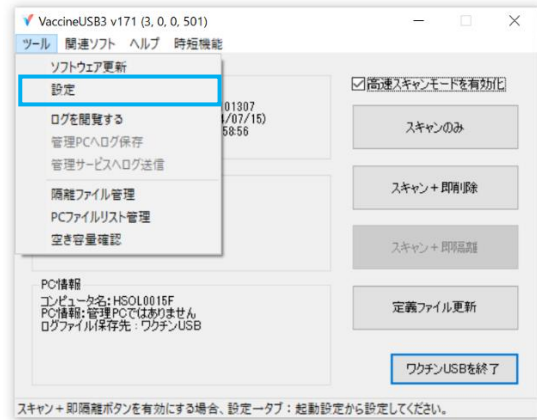 VaccineUSB3 v171 (3, 0, 0, 501)
ツール 関連ソフト ヘルプ 時短機能
ソフトウェア更新
設定
ログを閲覧する
管理PCへログ保存
管理サービスへログ送信
隔離ファイル管理
PCファイルリスト管理
空き容量確認
01307
/07/15)
58:56
PC情報
コンピュータ名: HSOL0015F
PC情報: 管理PCではありません
ログファイル保存先 : ワクチンUSB
高速スキャンモードを有効化
スキャンのみ
スキャン + 即削除
スキャン + 即隔離
定義ファイル更新
ワクチンUSBを終了
スキャン + 即隔離ボタンを有効にする場合、設定→タブ : 起動設定から設定してください。